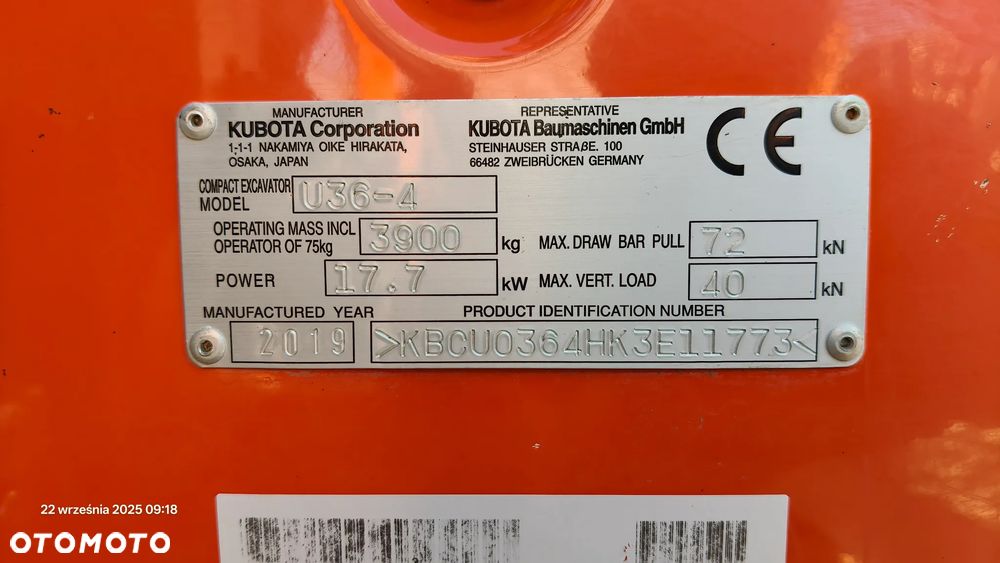 MANUFACTURER
KUBOTA Corporation
1-1-1 NAKAMIYA OIKE HIRAKATA,
OSAKA, JAPAN
REPRESENTATIVE
KUBOTA Baumaschinen GmbH
STEINHAUSER STRAßE. 100
66482 ZWEIBRÜCKEN GERMANY
CE
COMPACT EXCAVATOR
MODEL
U36-4
OPERATING MASS INCL
OPERATOR OF 75kg
3900 kg
MAX. DRAW BAR PULL 72 kN
POWER 17.7 kW
MAX. VERT. LOAD 40 kN
MANUFACTURED YEAR
2019
PRODUCT IDENTIFICATION NUMBER
>KBCU0364HK3E11773<
22 września 2025 09:18
OTOMOTO